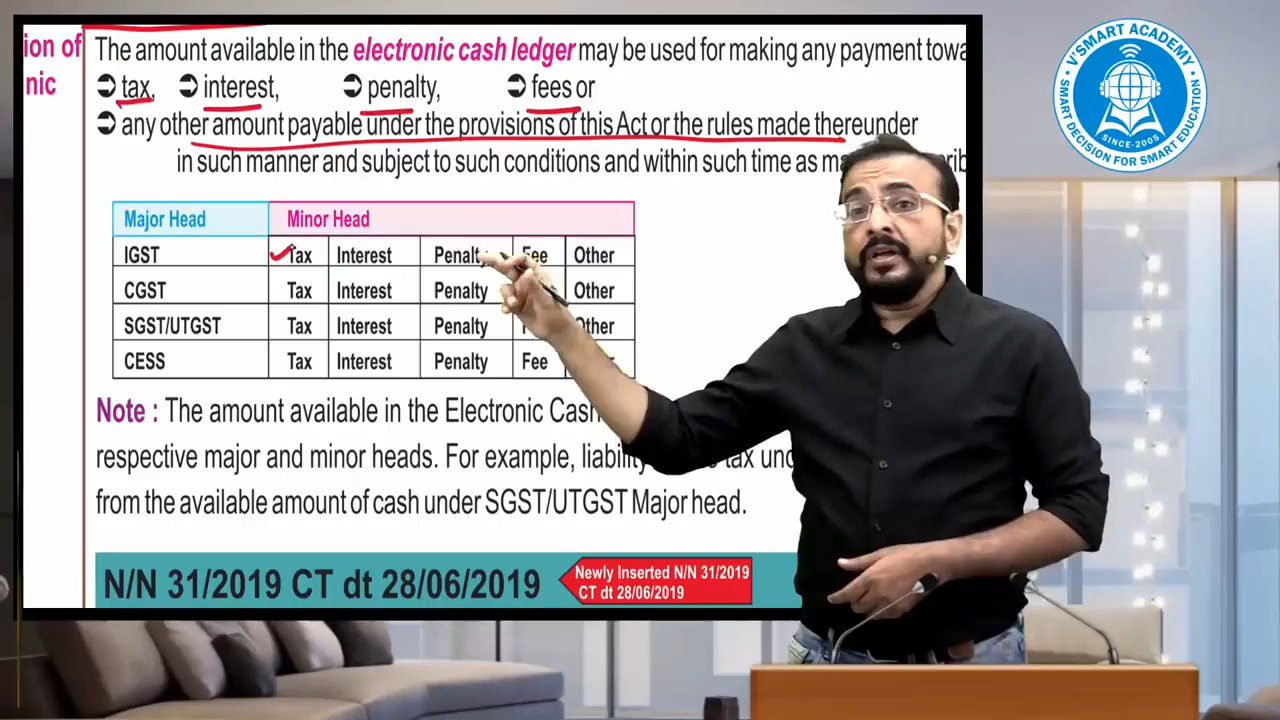 ion of
nic
The amount available in the electronic cash ledger may be used for making any payment towa
➲ tax, ➲ interest, ➲ penalty, ➲ fees or
➲ any other amount payable under the provisions of this Act or the rules made thereunder
in such manner and subject to such conditions and within such time as ma
Major Head Minor Head
IGST Tax Interest Penalty Fee Other
CGST Tax Interest Penalty Other
SGST/UTGST Tax Interest Penalty Other
CESS Tax Interest Penalty Fee
Note : The amount available in the Electronic Cash
respective major and minor heads. For example, liability tax und
from the available amount of cash under SGST/UTGST Major head.
N/N 31/2019 CT dt 28/06/2019
Newly Inserted N/N 31/2019
CT dt 28/06/2019
V'SMART ACADEMY
SMART DECISION FOR SMART EDUCATION
SINCE-2005